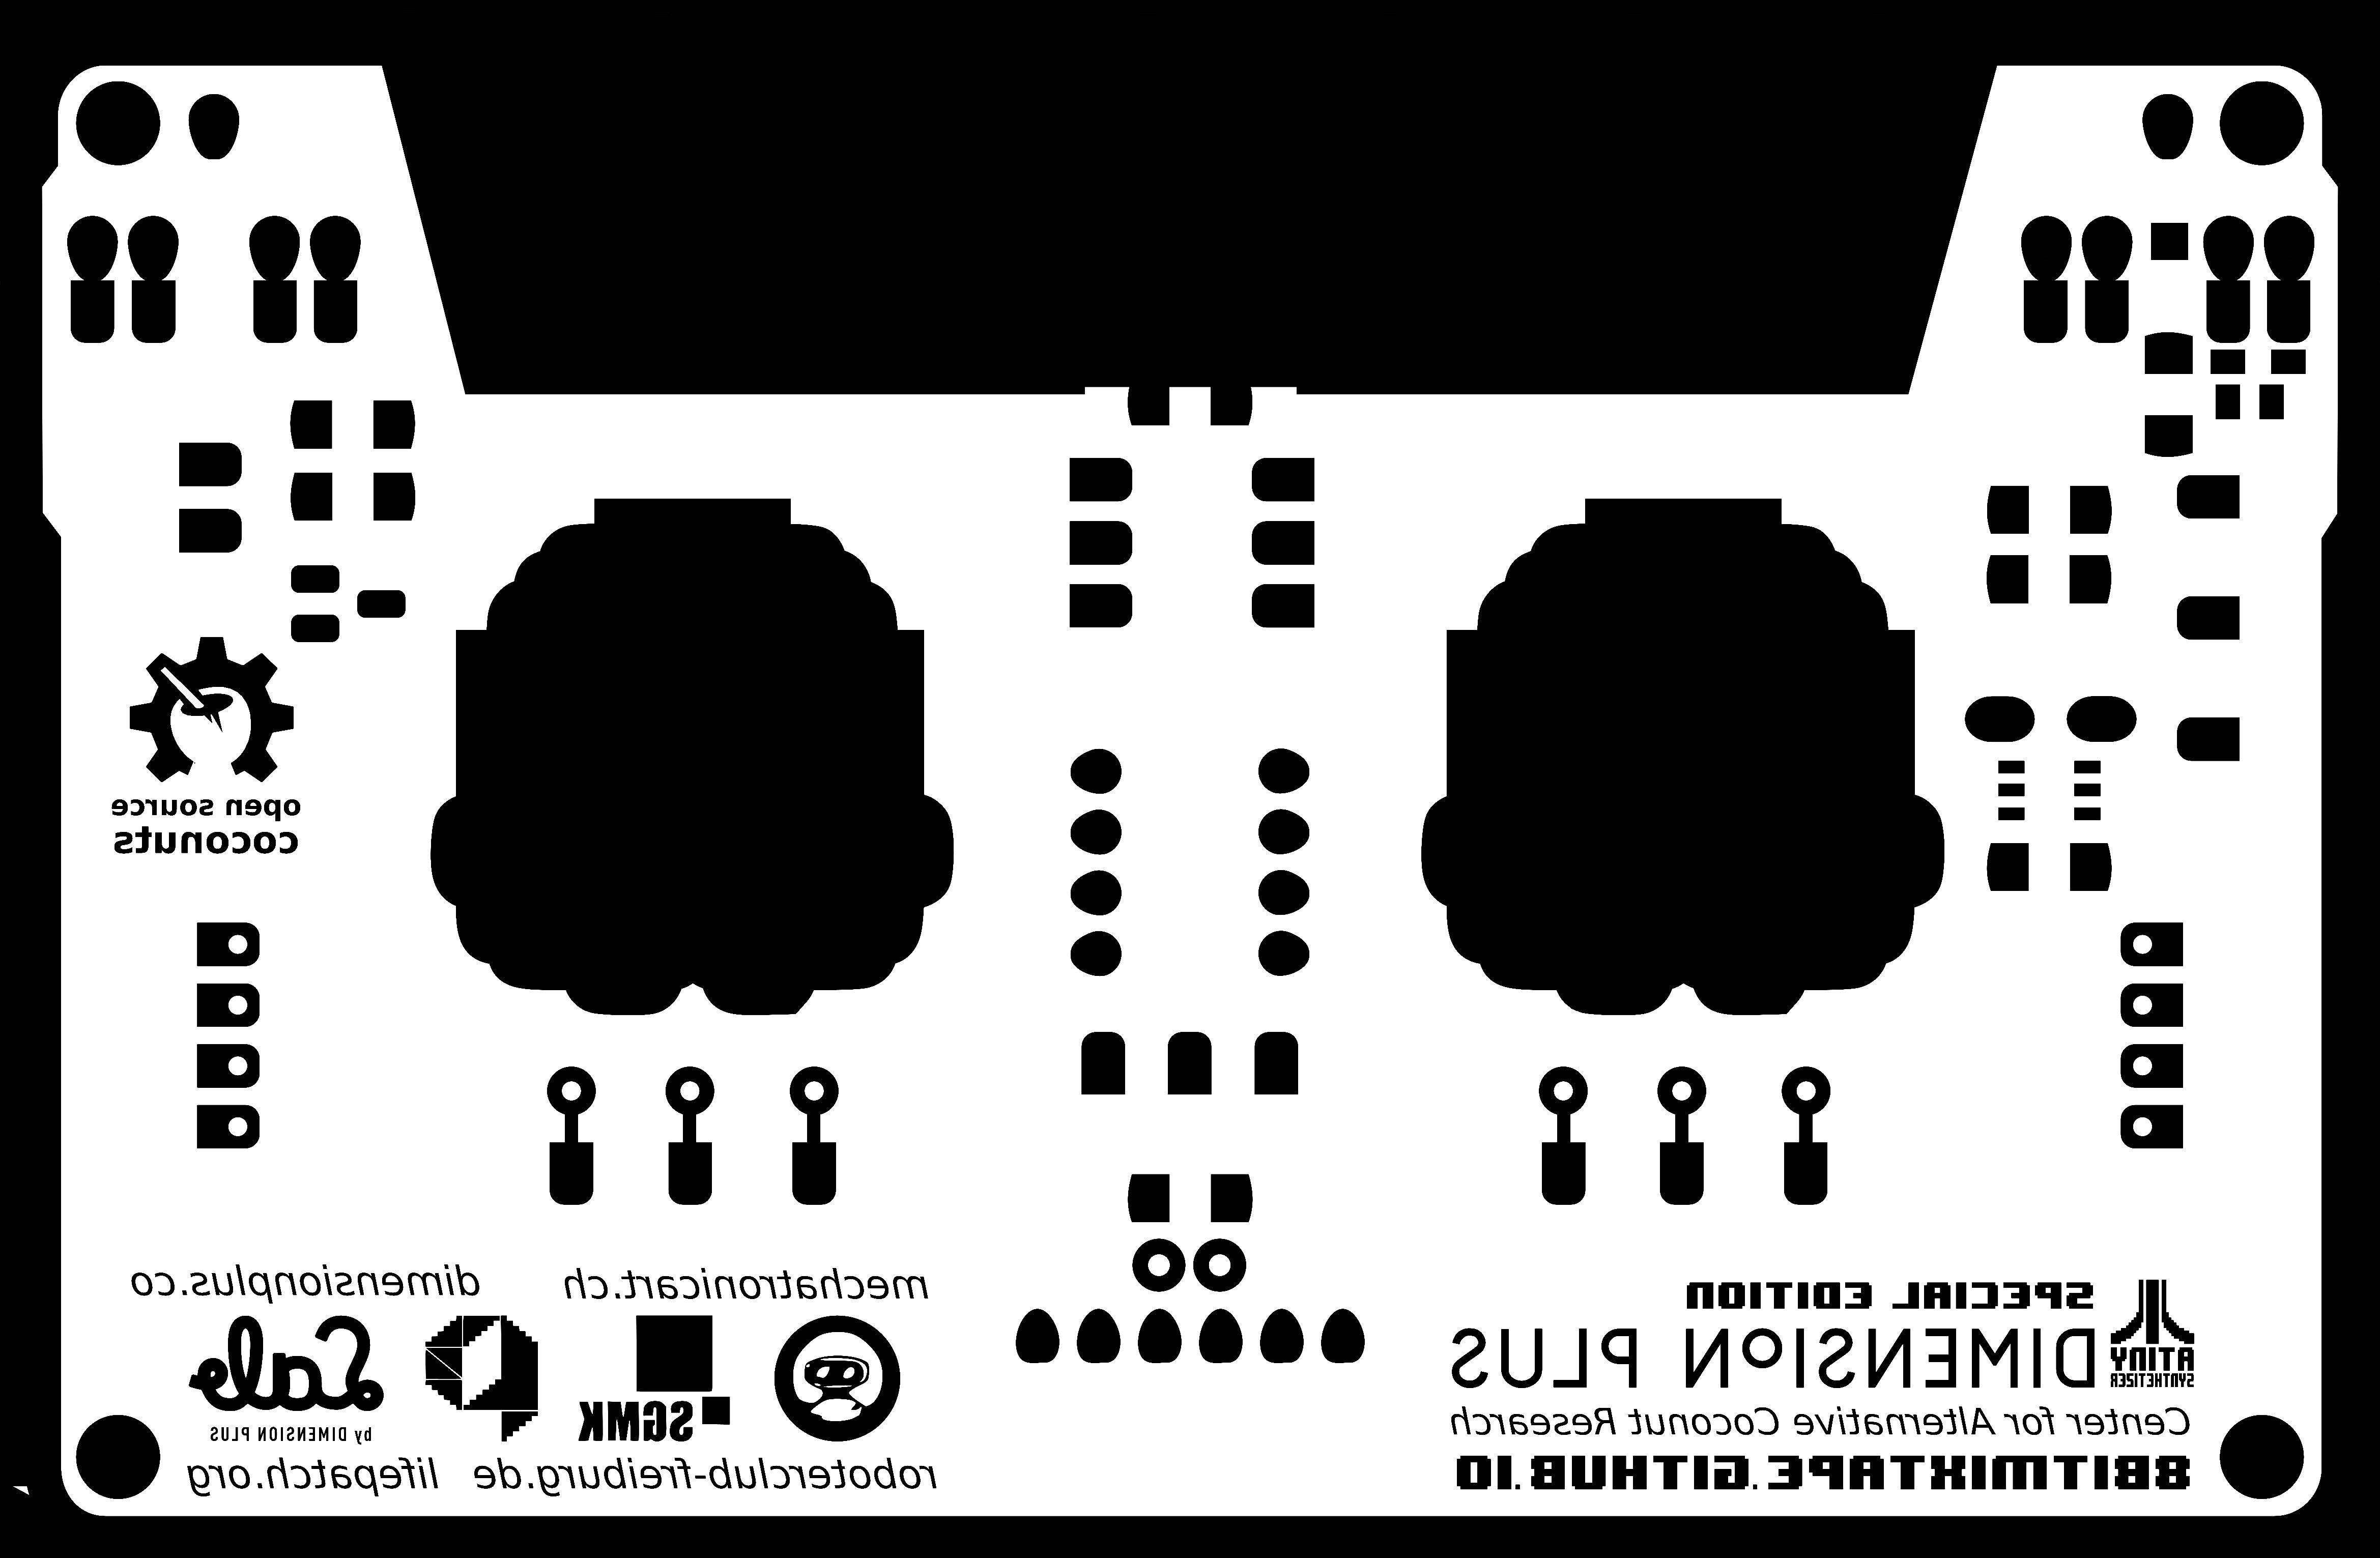 open source
coconuts
dimensionplus.co
mechatronicart.ch
Lals
by DIMENSION PLUS
SGMK
lifepatch.org
roboterclub-freiburg.de
SPECIAL EDITION
DIMENSION PLUS
ATINY
SYNTHETIZER
Center for Alternative Coconut Research
8BITMIXTAPE.GITHUB.IO